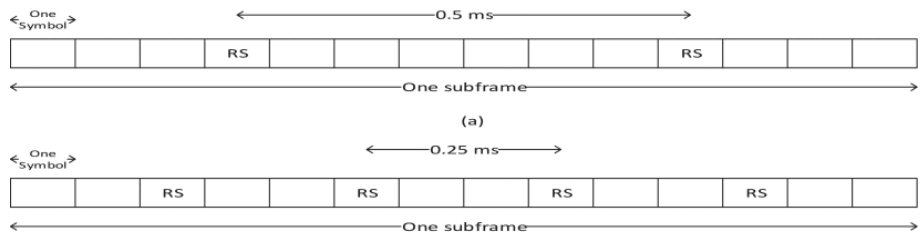 One
Symbol
0.5 ms
RS RS
One subframe
(a)
One
Symbol
0.25 ms
RS RS RS RS
One subframe